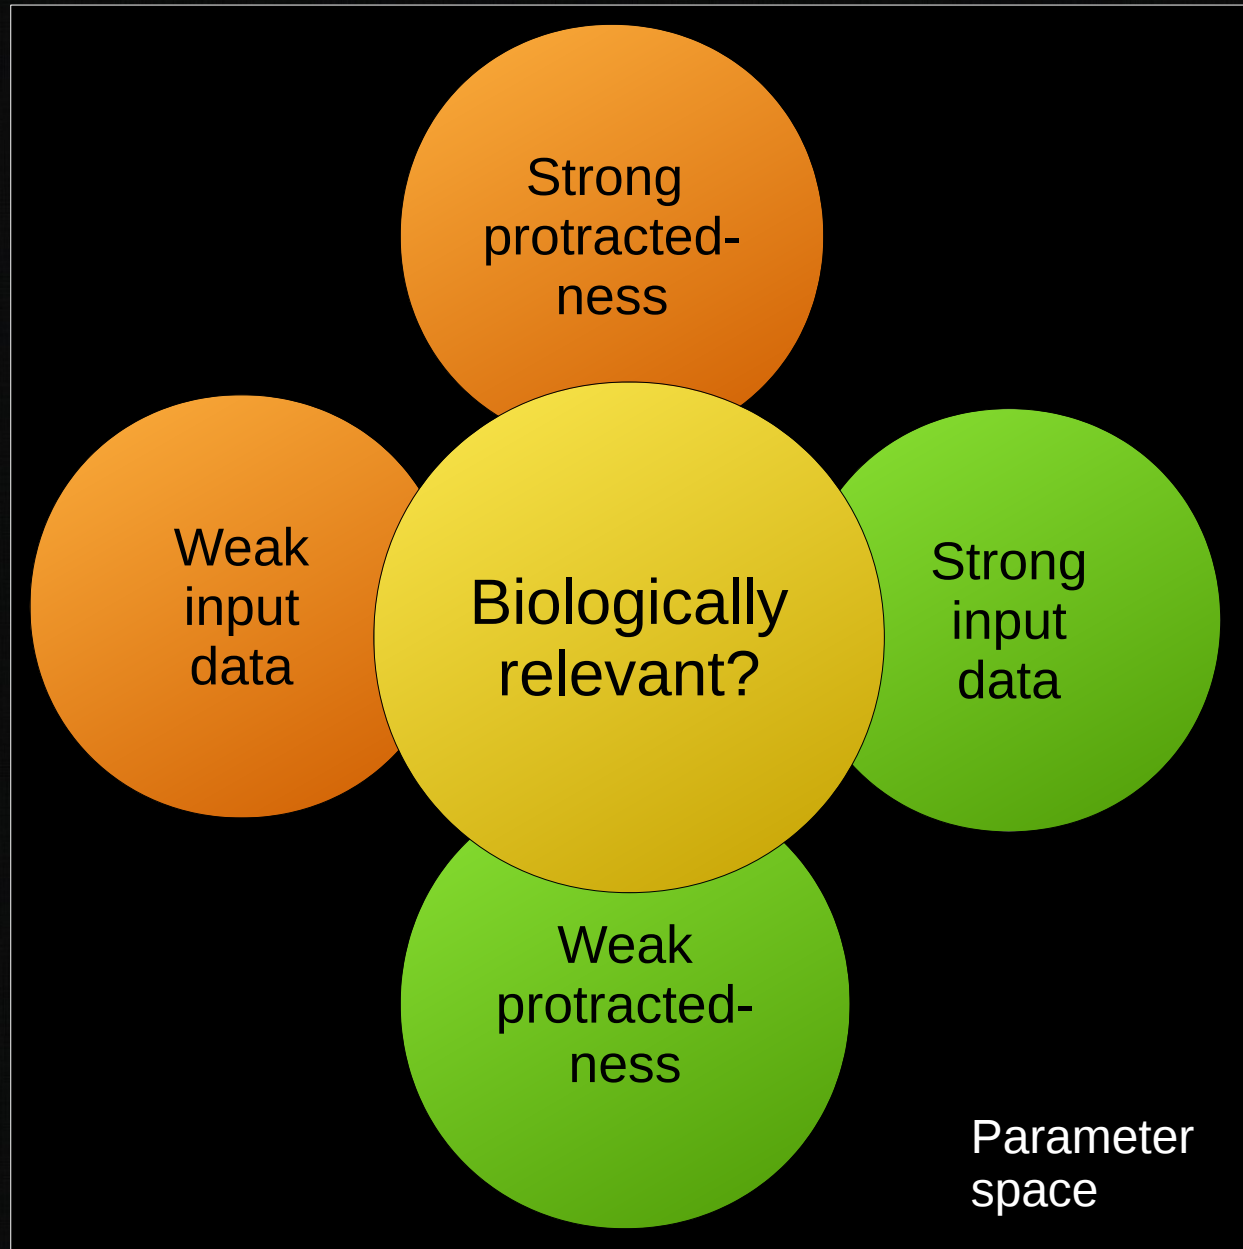 Strong
protracted-
ness
Weak
input
data
Biologically
relevant?
Strong
input
data
Weak
protracted-
ness
Parameter
space